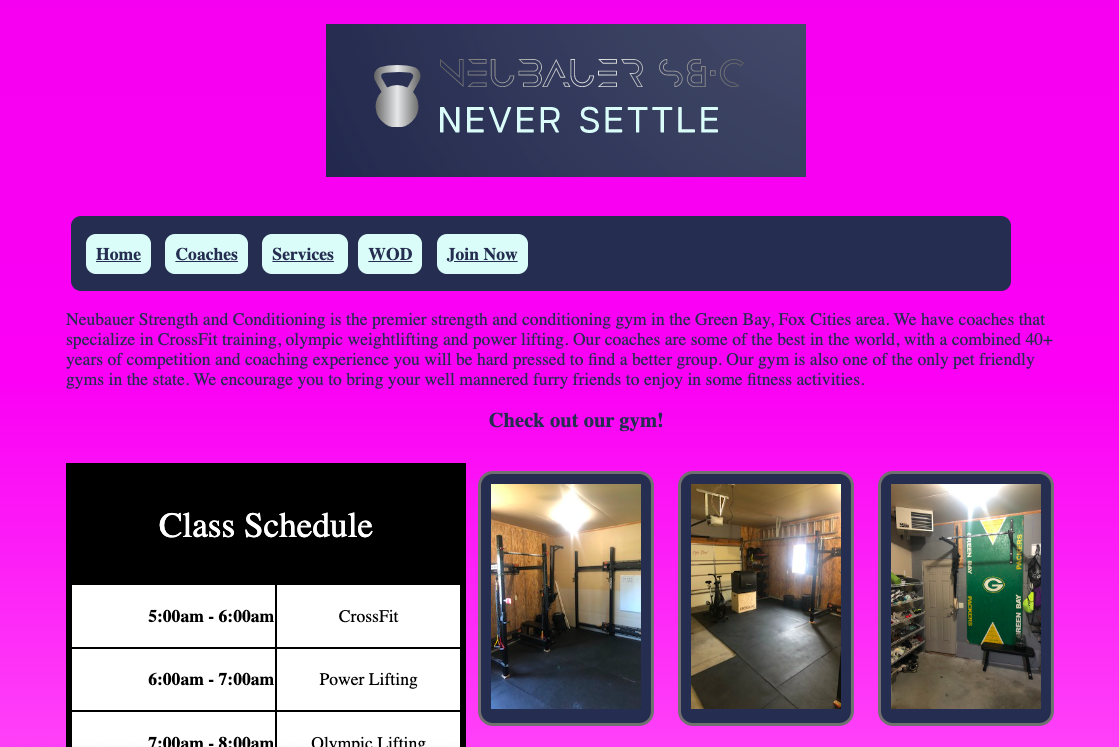 NEUBAUER S&C
NEVER SETTLE
Home Coaches Services WOD Join Now
Neubauer Strength and Conditioning is the premier strength and conditioning gym in the Green Bay, Fox Cities area. We have coaches that
specialize in CrossFit training, olympic weightlifting and power lifting. Our coaches are some of the best in the world, with a combined 40+
years of competition and coaching experience you will be hard pressed to find a better group. Our gym is also one of the only pet friendly
gyms in the state. We encourage you to bring your well mannered furry friends to enjoy in some fitness activities.
Check out our gym!
Class Schedule
5:00am - 6:00am CrossFit
6:00am - 7:00am Power Lifting
7:00am - 8:00am Olympic Lifting
GREEN BAY
PACKERS
G
PACKERS
GREEN BAY